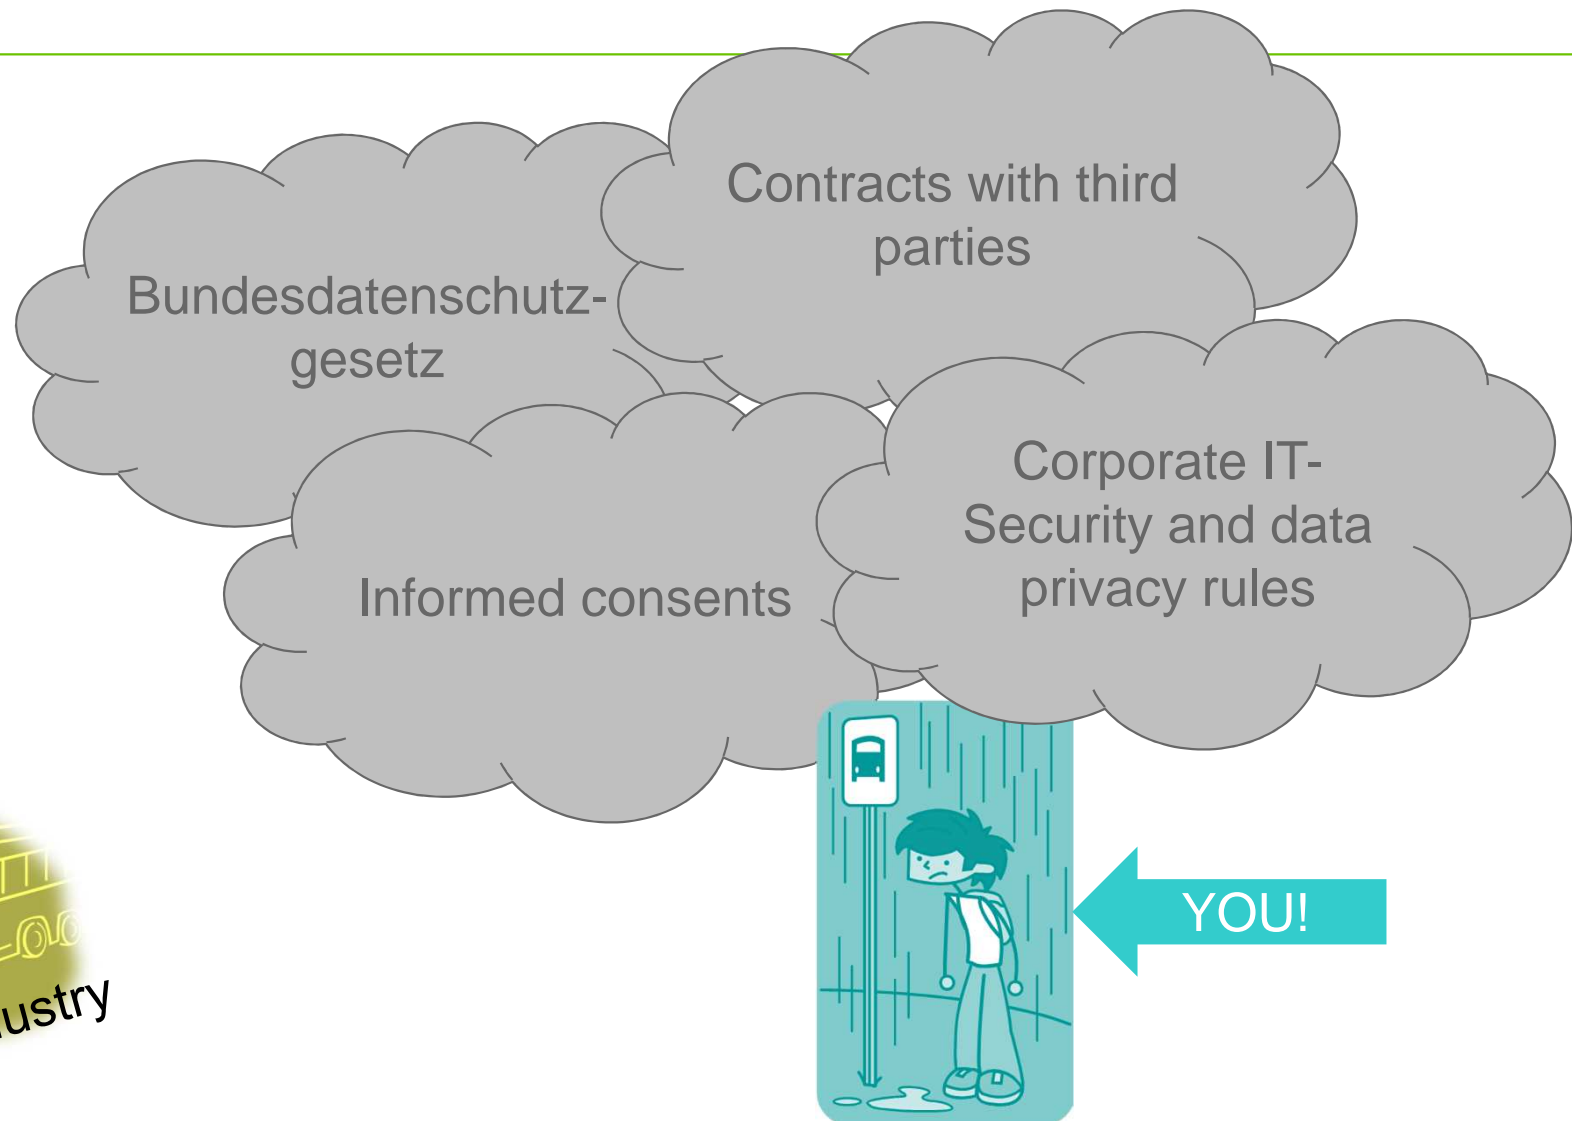 Contracts with third
parties
Bundesdatenschutz-
gesetz
Corporate IT-
Security and data
privacy rules
Informed consents
YOU!
ustry